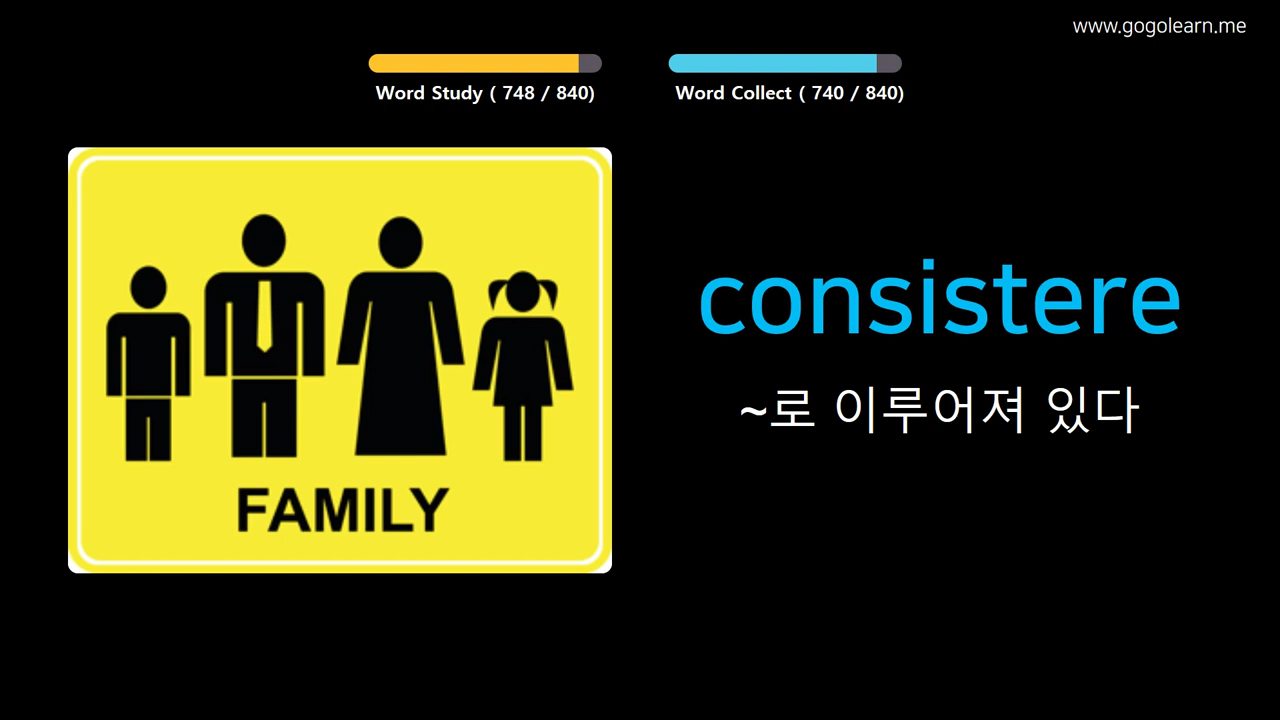 www.gogolearn.me
Word Study ( 748 / 840)
Word Collect ( 740 / 840)
FAMILY
consistere
~로 이루어져 있다